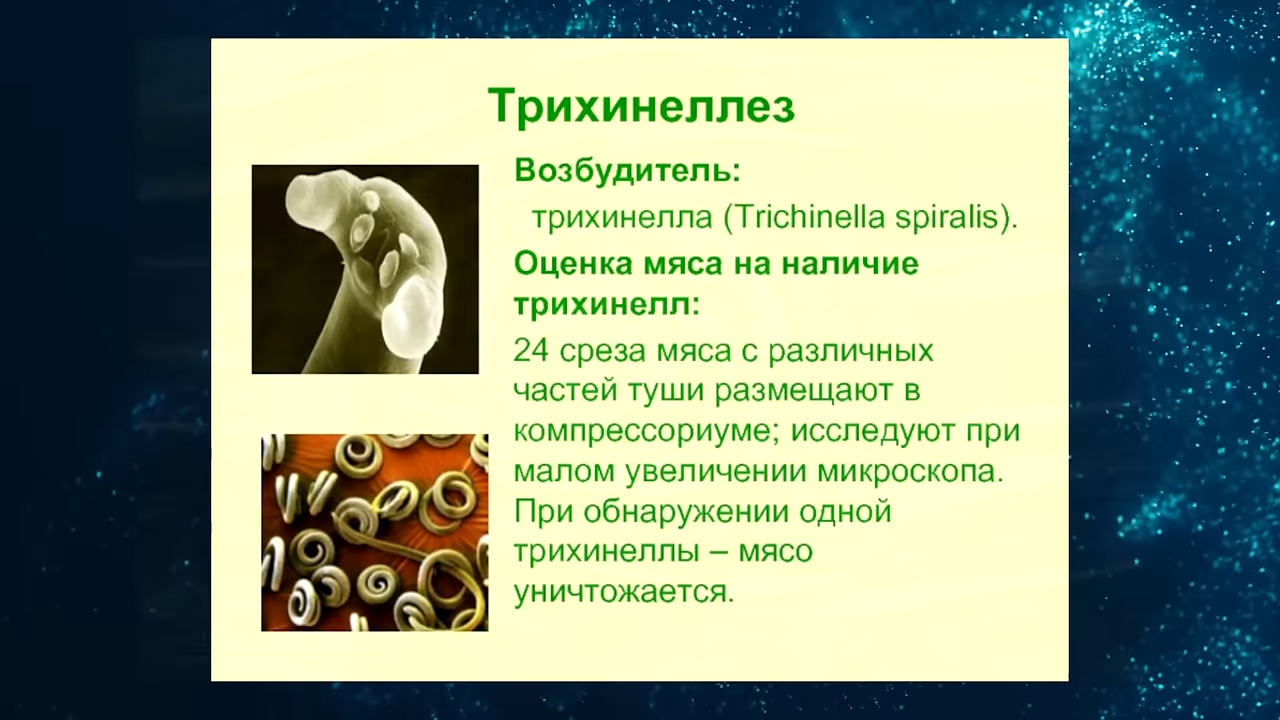 Трихинеллез
Возбудитель:
трихинелла (Trichinella spiralis).
Оценка мяса на наличие
трихинелл:
24 среза мяса с различных
частей туши размещают в
компрессориуме; исследуют при
малом увеличении микроскопа.
При обнаружении одной
трихинеллы – мясо
уничтожается.